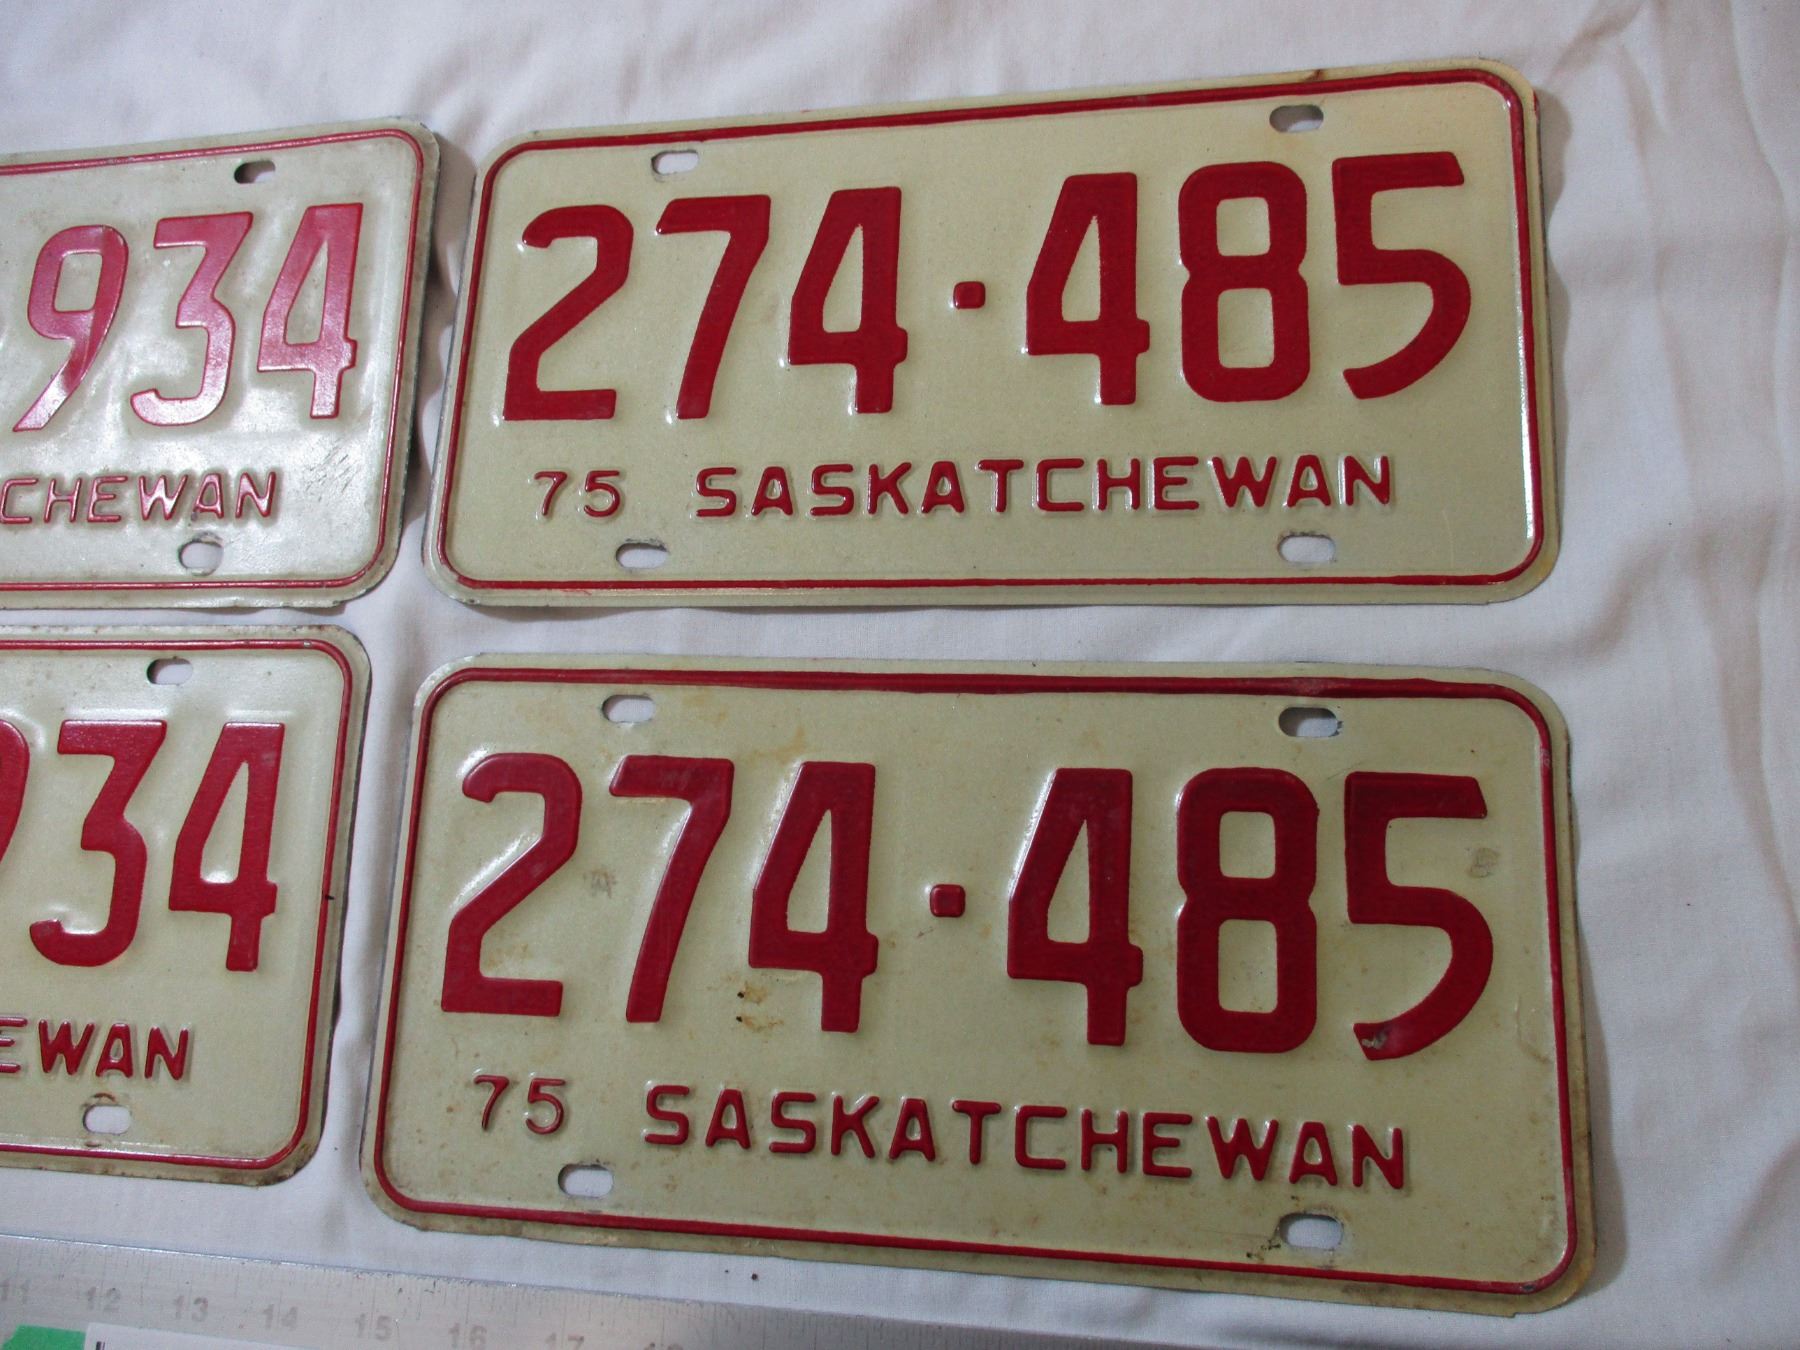 934
CHEWAN
274·485
75 SASKATCHEWAN
934
EWAN
274·485
75 SASKATCHEWAN
11 12 13 14 15 16 17